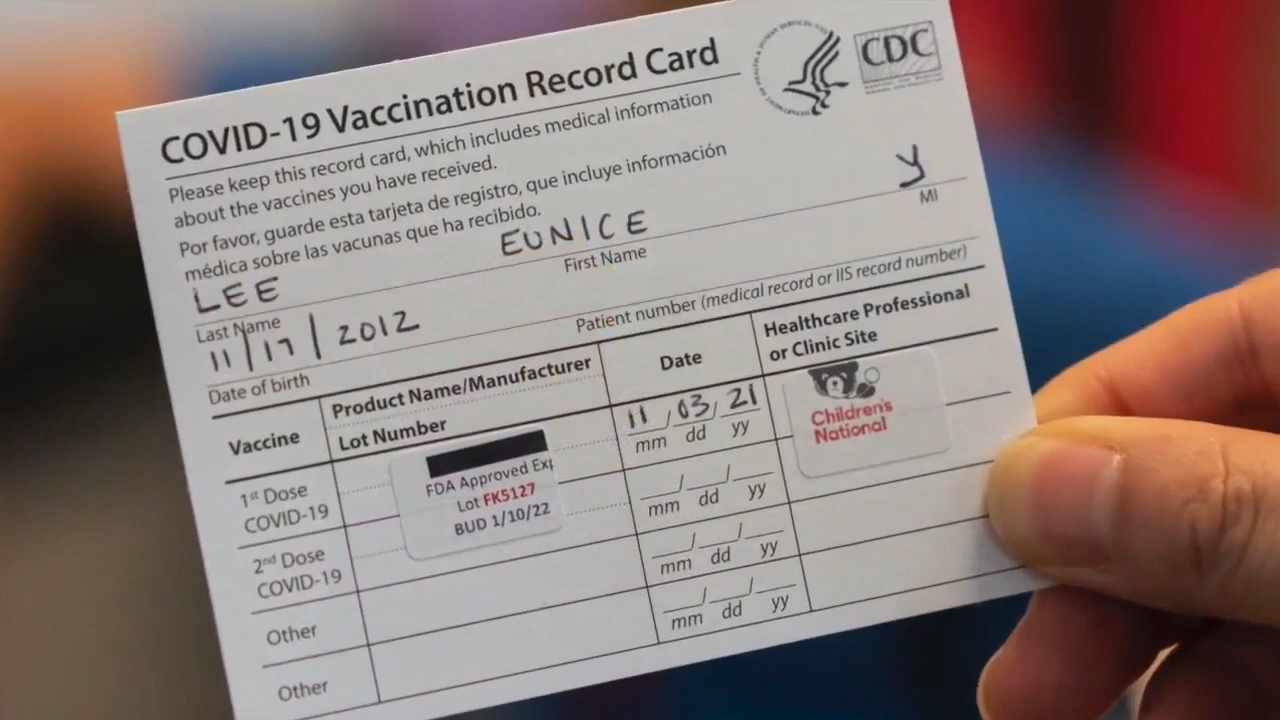 COVID-19 Vaccination Record Card
CDC
Please keep this record card, which includes medical information
about the vaccines you have received.
Por favor, guarde esta tarjeta de registro, que incluye información
médica sobre las vacunas que ha recibido.
LEE EUNICE Y
Last Name First Name MI
11/17/2012
Date of birth Patient number (medical record or IIS record number)
Vaccine Product Name/Manufacturer Date Healthcare Professional
Lot Number or Clinic Site
1st Dose
COVID-19
FDA Approved Exp
Lot FK5127
BUD 1/10/22
11/03/21
mm dd yy
Children's
National
2nd Dose
COVID-19
mm dd yy
Other
mm dd yy
Other
mm dd yy